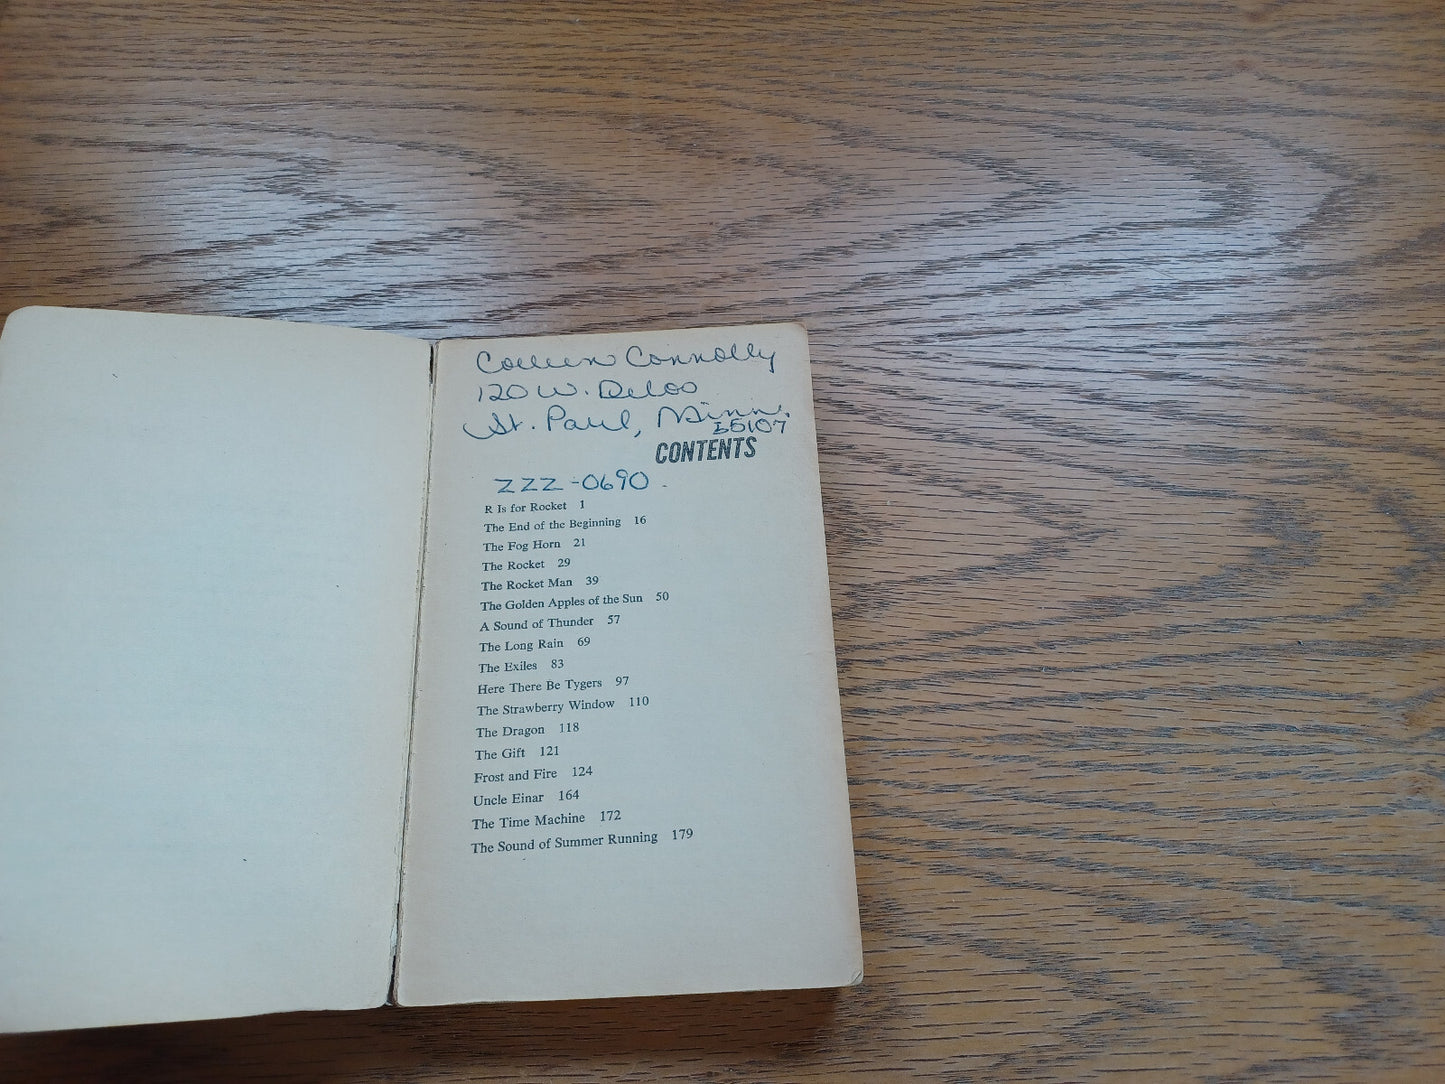 Colleen Connolly
120 W. Delos
St. Paul, Minn.
55107
CONTENTS
ZZZ-0690
R Is for Rocket 1
The End of the Beginning 16
The Fog Horn 21
The Rocket 29
The Rocket Man 39
The Golden Apples of the Sun 50
A Sound of Thunder 57
The Long Rain 69
The Exiles 83
Here There Be Tygers 97
The Strawberry Window 110
The Dragon 118
The Gift 121
Frost and Fire 124
Uncle Einar 164
The Time Machine 172
The Sound of Summer Running 179